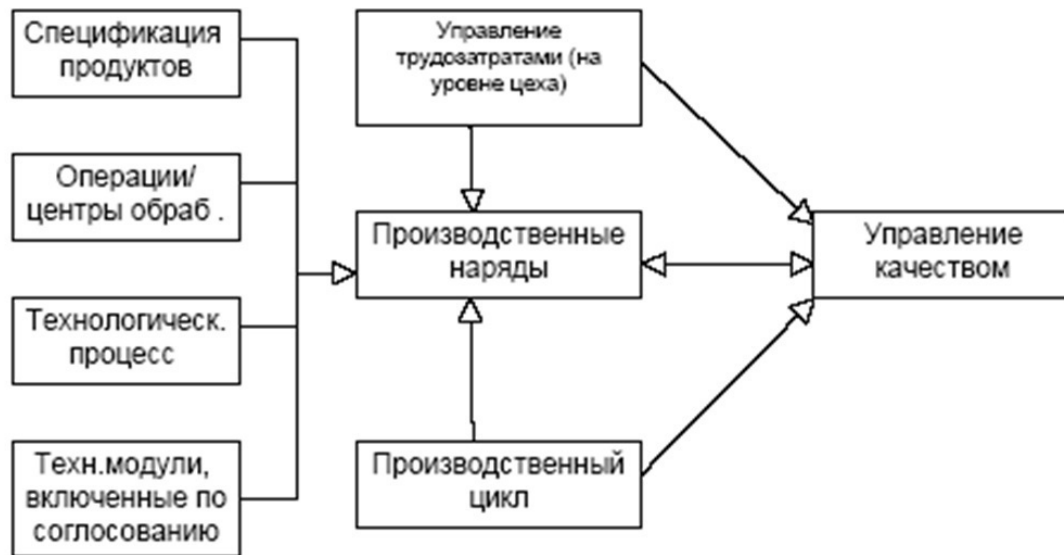 Спецификация
продуктов
Операции/
центры обраб .
Технологическ.
процесс
Техн.модули,
включенные по
соглосованию
Управление
трудозатратами (на
уровне цеха)
Производственные
наряды
Производственный
цикл
Управление
качеством